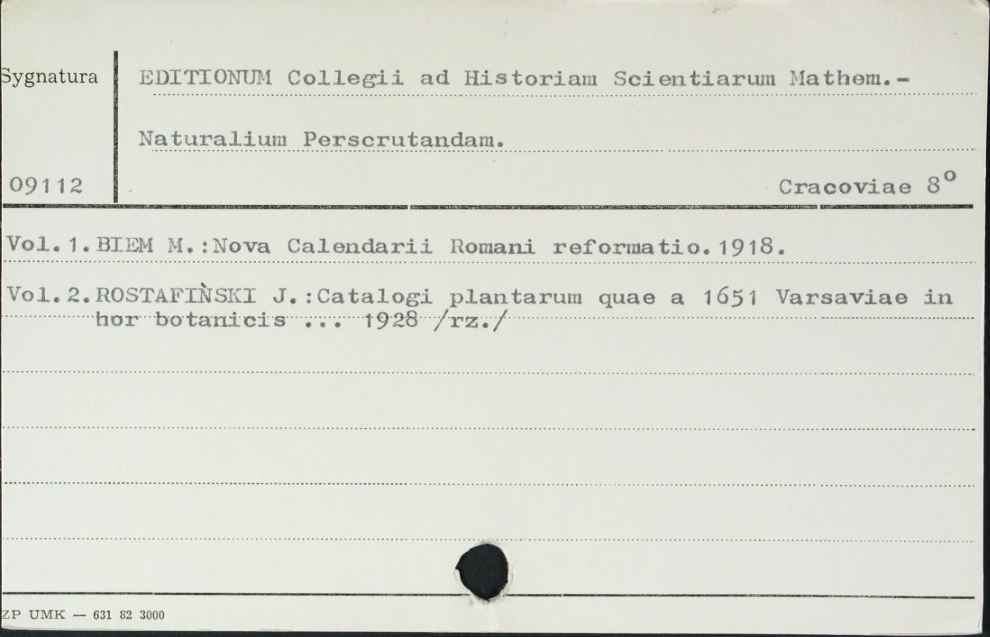 Sygnatura
EDITIONUM Collegii ad Historiam Scientiarum Mathem.-
Naturalium Perscrutandam.
09112
Cracoviae 8°
Vol.1.BIEM M.:Nova Calendarii Romani reformatio.1918.
Vol.2.ROSTAFIŃSKI J.:Catalogi plantarum quae a 1651 Varsaviae in
hor botanicis ... 1928 /rz./
ZP UMK — 631 82 3000